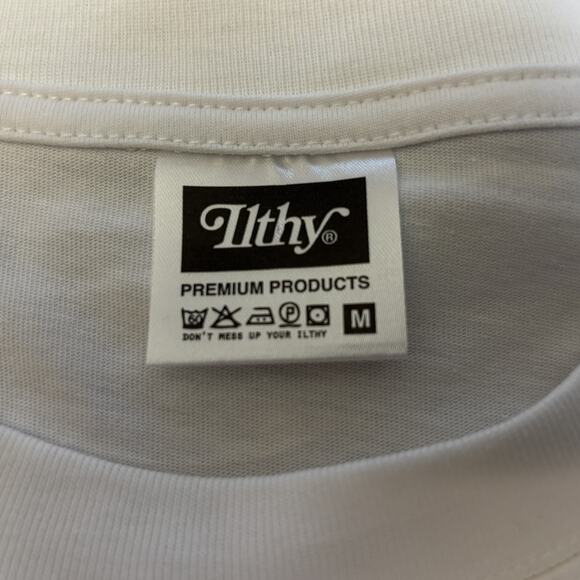 Ilthy®
PREMIUM PRODUCTS
M
DON'T MESS UP YOUR ILTHY